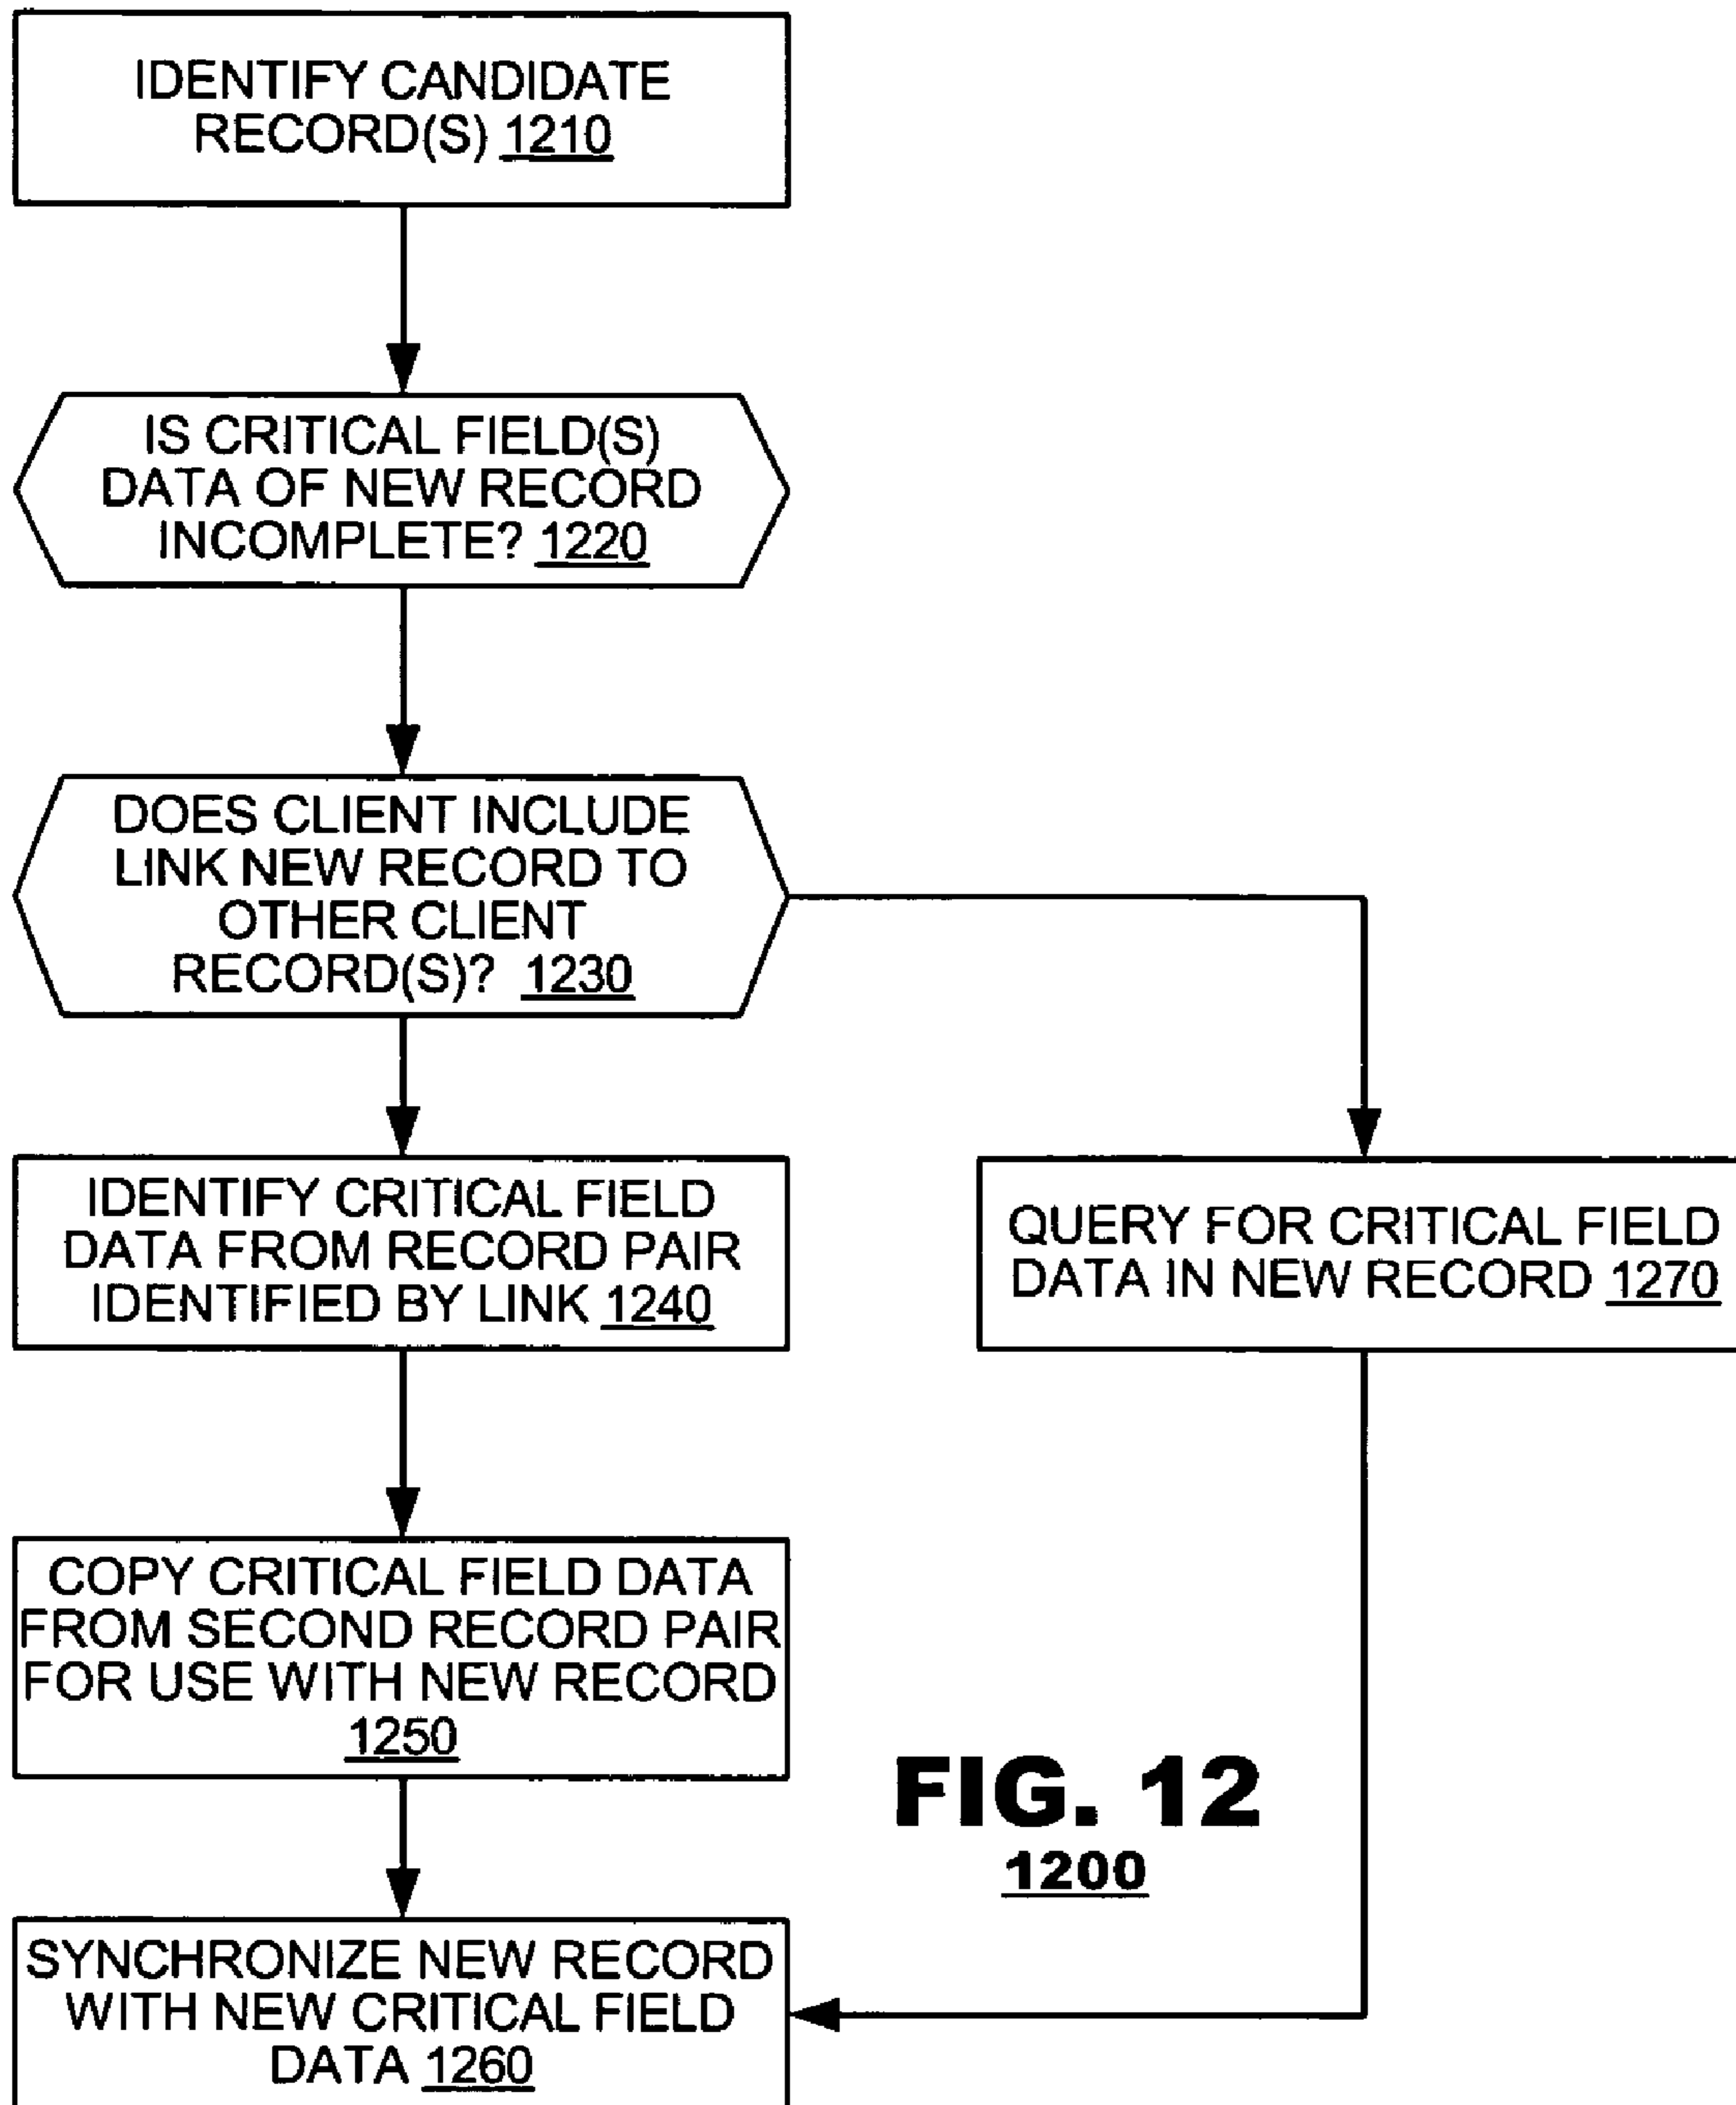 IDENTIFY CANDIDATE
RECORD(S) 1210
IS CRITICAL FIELD(S)
DATA OF NEW RECORD
INCOMPLETE? 1220
DOES CLIENT INCLUDE
LINK NEW RECORD TO
OTHER CLIENT
RECORD(S)? 1230
IDENTIFY CRITICAL FIELD
DATA FROM RECORD PAIR
IDENTIFIED BY LINK 1240
QUERY FOR CRITICAL FIELD
DATA IN NEW RECORD 1270
COPY CRITICAL FIELD DATA
FROM SECOND RECORD PAIR
FOR USE WITH NEW RECORD
1250
SYNCHRONIZE NEW RECORD
WITH NEW CRITICAL FIELD
DATA 1260
FIG. 12
1200